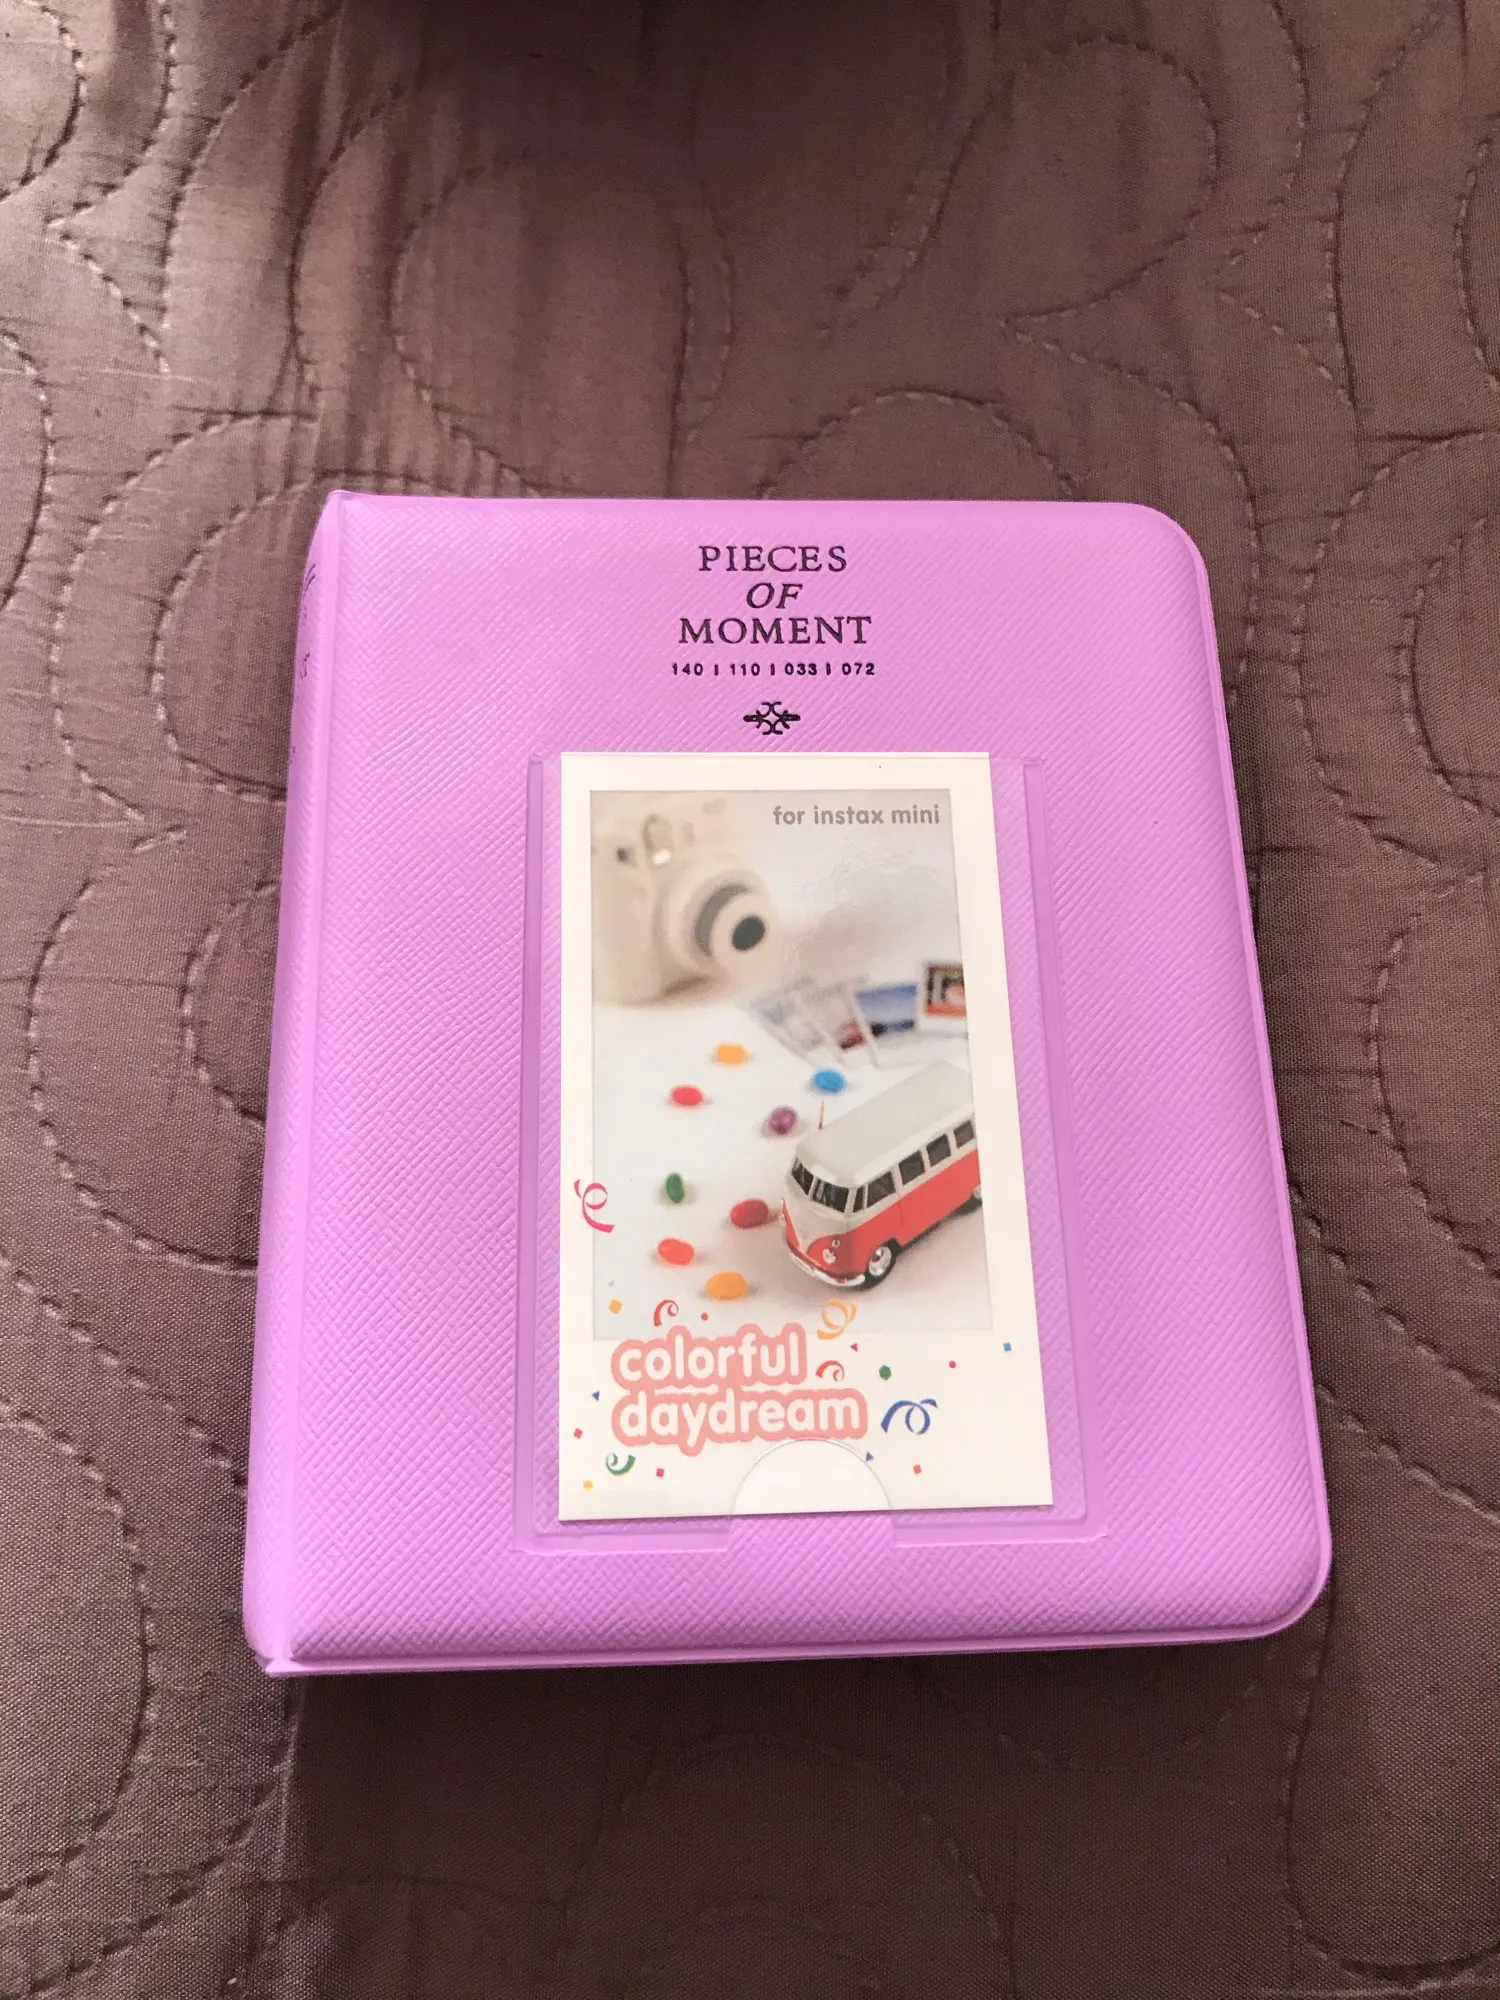 PIECES
OF
MOMENT
140 | 110 | 033 | 072
for instax mini
colorful
daydream